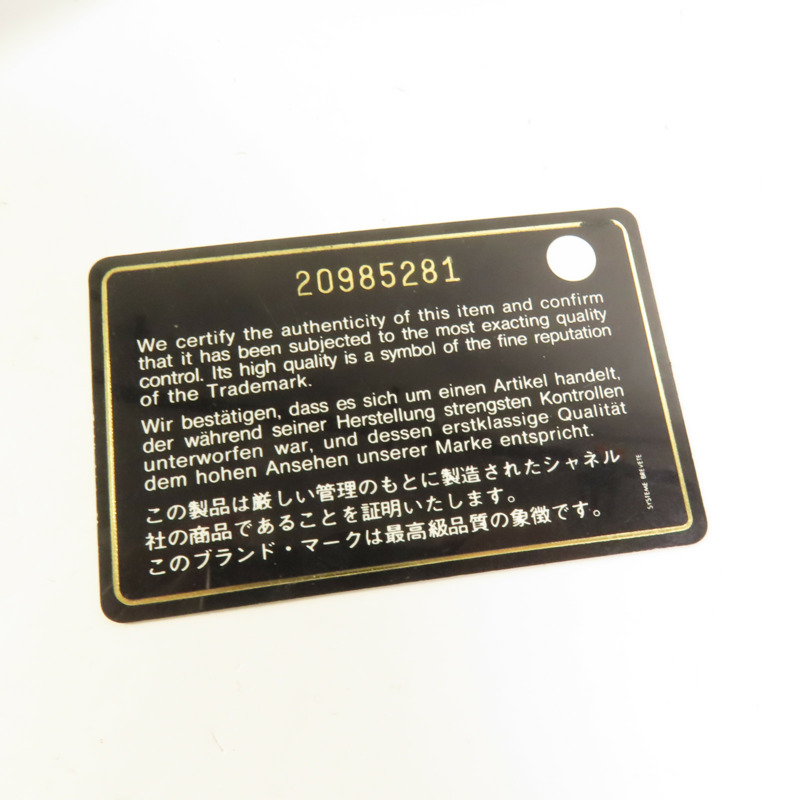 20985281
We certify the authenticity of this item and confirm
that it has been subjected to the most exacting quality
control. Its high quality is a symbol of the fine reputation
of the Trademark.
Wir bestätigen, dass es sich um einen Artikel handelt,
der während seiner Herstellung strengsten Kontrollen
unterworfen war, und dessen erstklassige Qualität
dem hohen Ansehen unserer Marke entspricht.
この製品は厳しい管理のもとに製造されたシャネル
社の商品であることを証明いたします。
このブランド・マークは最高級品質の象徴です。
SYSTEME BREVETE